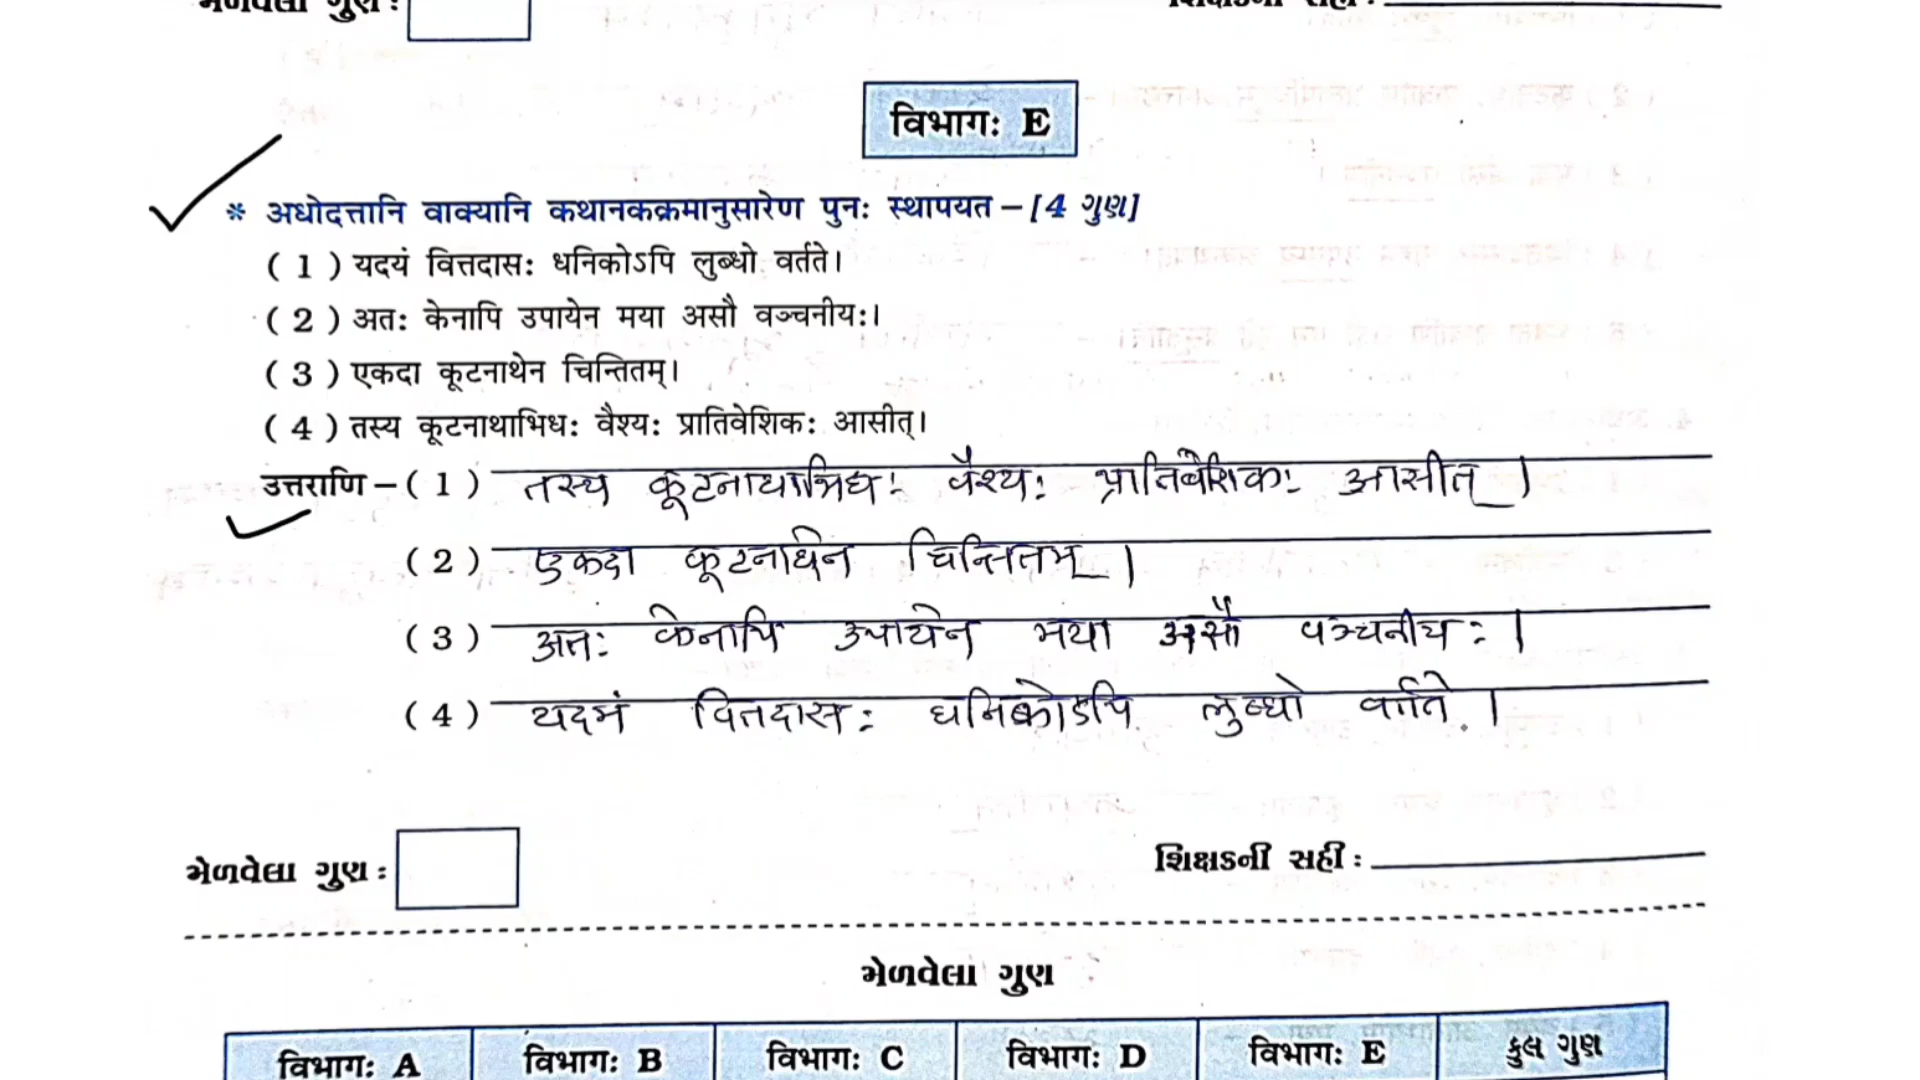 મેળવેલા ગુણ : શિક્ષકની સહી :
विभागः E
* अधोदत्तानि वाक्यानि कथानकक्रमानुसारेण पुनः स्थापयत – [4 ગુણ]
( 1 ) यदयं वित्तदासः धनिकोऽपि लुब्धो वर्तते।
( 2 ) अतः केनापि उपायेन मया असौ वञ्चनीयः।
( 3 ) एकदा कूटनाथेन चिन्तितम्।
( 4 ) तस्य कूटनाथाभिधः वैश्यः प्रातिवेशिकः आसीत्।
उत्तराणि – ( 1 ) तस्य कूटनाथाभिधः वैश्यः प्रातिवेशिकः आसीत् ।
( 2 ) एकदा कूटनाथेन चिन्तितम् ।
( 3 ) अतः केनापि उपायेन मया असौ वञ्चनीयः ।
( 4 ) यदयं वित्तदासः धनिकोऽपि लुब्धो वर्तते ।
મેળવેલા ગુણ : શિક્ષકની સહી :
મેળવેલા ગુણ
विभागः A विभागः B विभागः C विभागः D विभागः E કુલ ગુણ